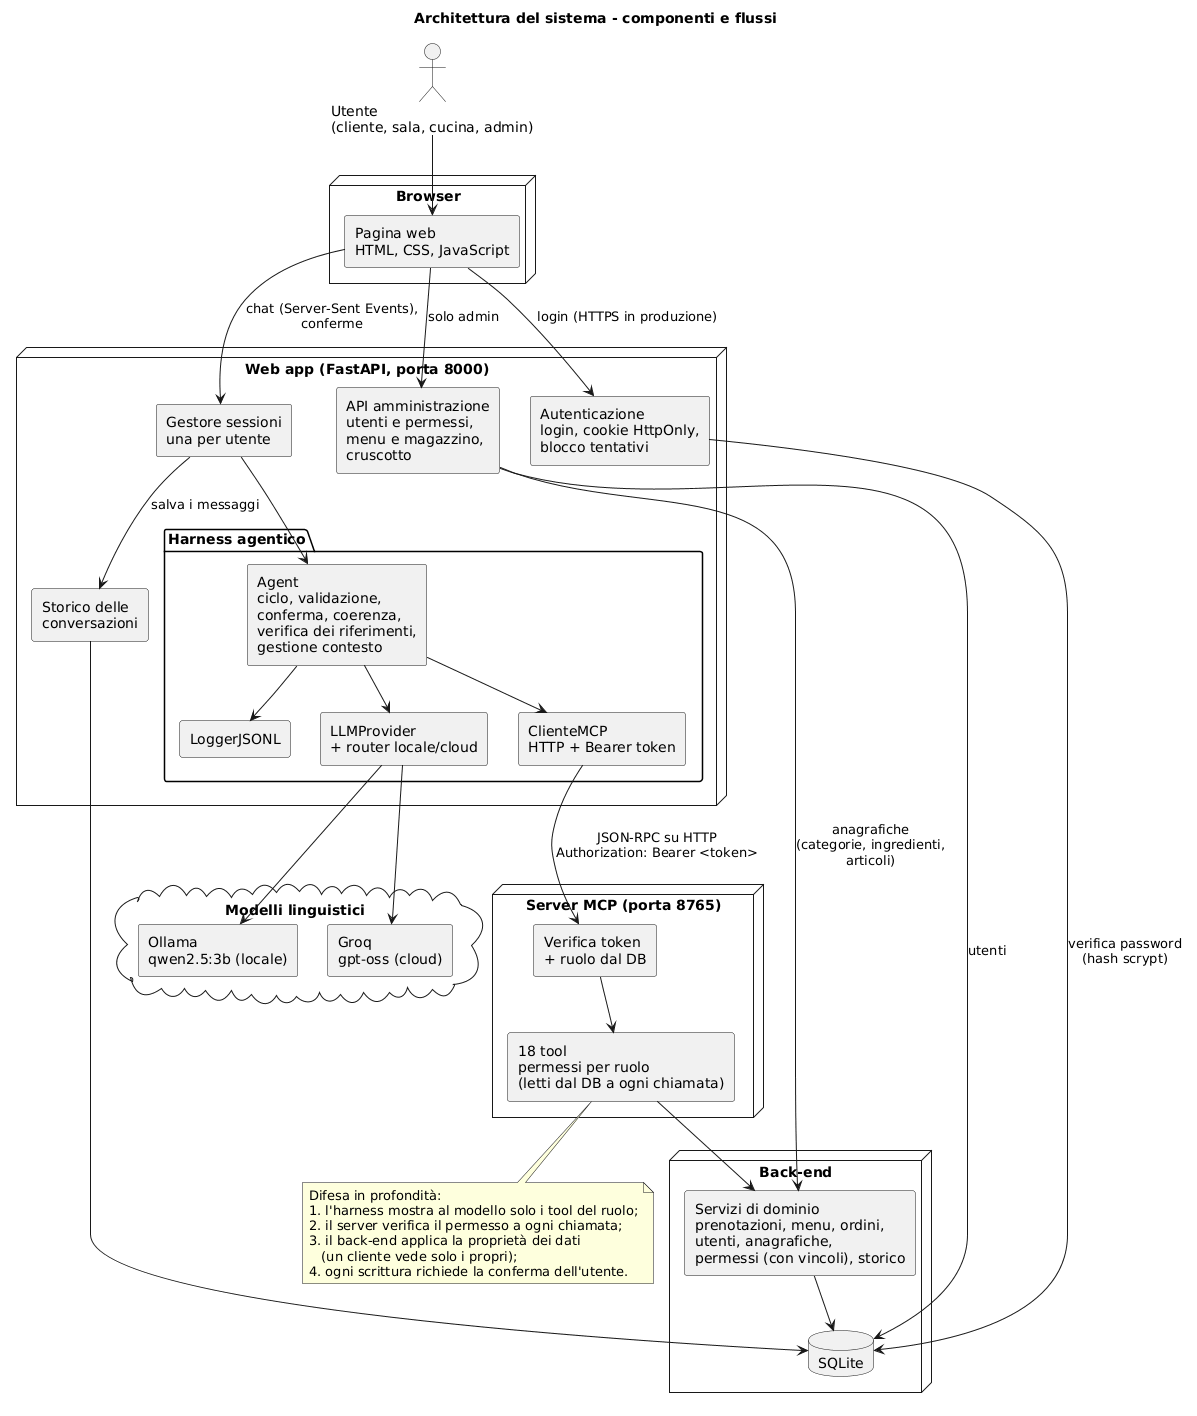 Architettura del sistema - componenti e flussi
Utente
(cliente, sala, cucina, admin)
Browser
Pagina web
HTML, CSS, JavaScript
chat (Server-Sent Events),
conferme
solo admin
login (HTTPS in produzione)
Web app (FastAPI, porta 8000)
Gestore sessioni
una per utente
API amministrazione
utenti e permessi,
menu e magazzino,
cruscotto
Autenticazione
login, cookie HttpOnly,
blocco tentativi
salva i messaggi
Harness agentico
Storico delle
conversazioni
Agent
ciclo, validazione,
conferma, coerenza,
verifica dei riferimenti,
gestione contesto
LoggerJSONL
LLMProvider
+ router locale/cloud
ClienteMCP
HTTP + Bearer token
JSON-RPC su HTTP
Authorization: Bearer <token>
anagrafiche
(categorie, ingredienti,
articoli)
Modelli linguistici
Ollama
qwen2.5:3b (locale)
Groq
gpt-oss (cloud)
Server MCP (porta 8765)
Verifica token
+ ruolo dal DB
utenti
verifica password
(hash scrypt)
18 tool
permessi per ruolo
(letti dal DB a ogni chiamata)
Difesa in profondità:
1. l'harness mostra al modello solo i tool del ruolo;
2. il server verifica il permesso a ogni chiamata;
3. il back-end applica la proprietà dei dati
(un cliente vede solo i propri);
4. ogni scrittura richiede la conferma dell'utente.
Back-end
Servizi di dominio
prenotazioni, menu, ordini,
utenti, anagrafiche,
permessi (con vincoli), storico
SQLite